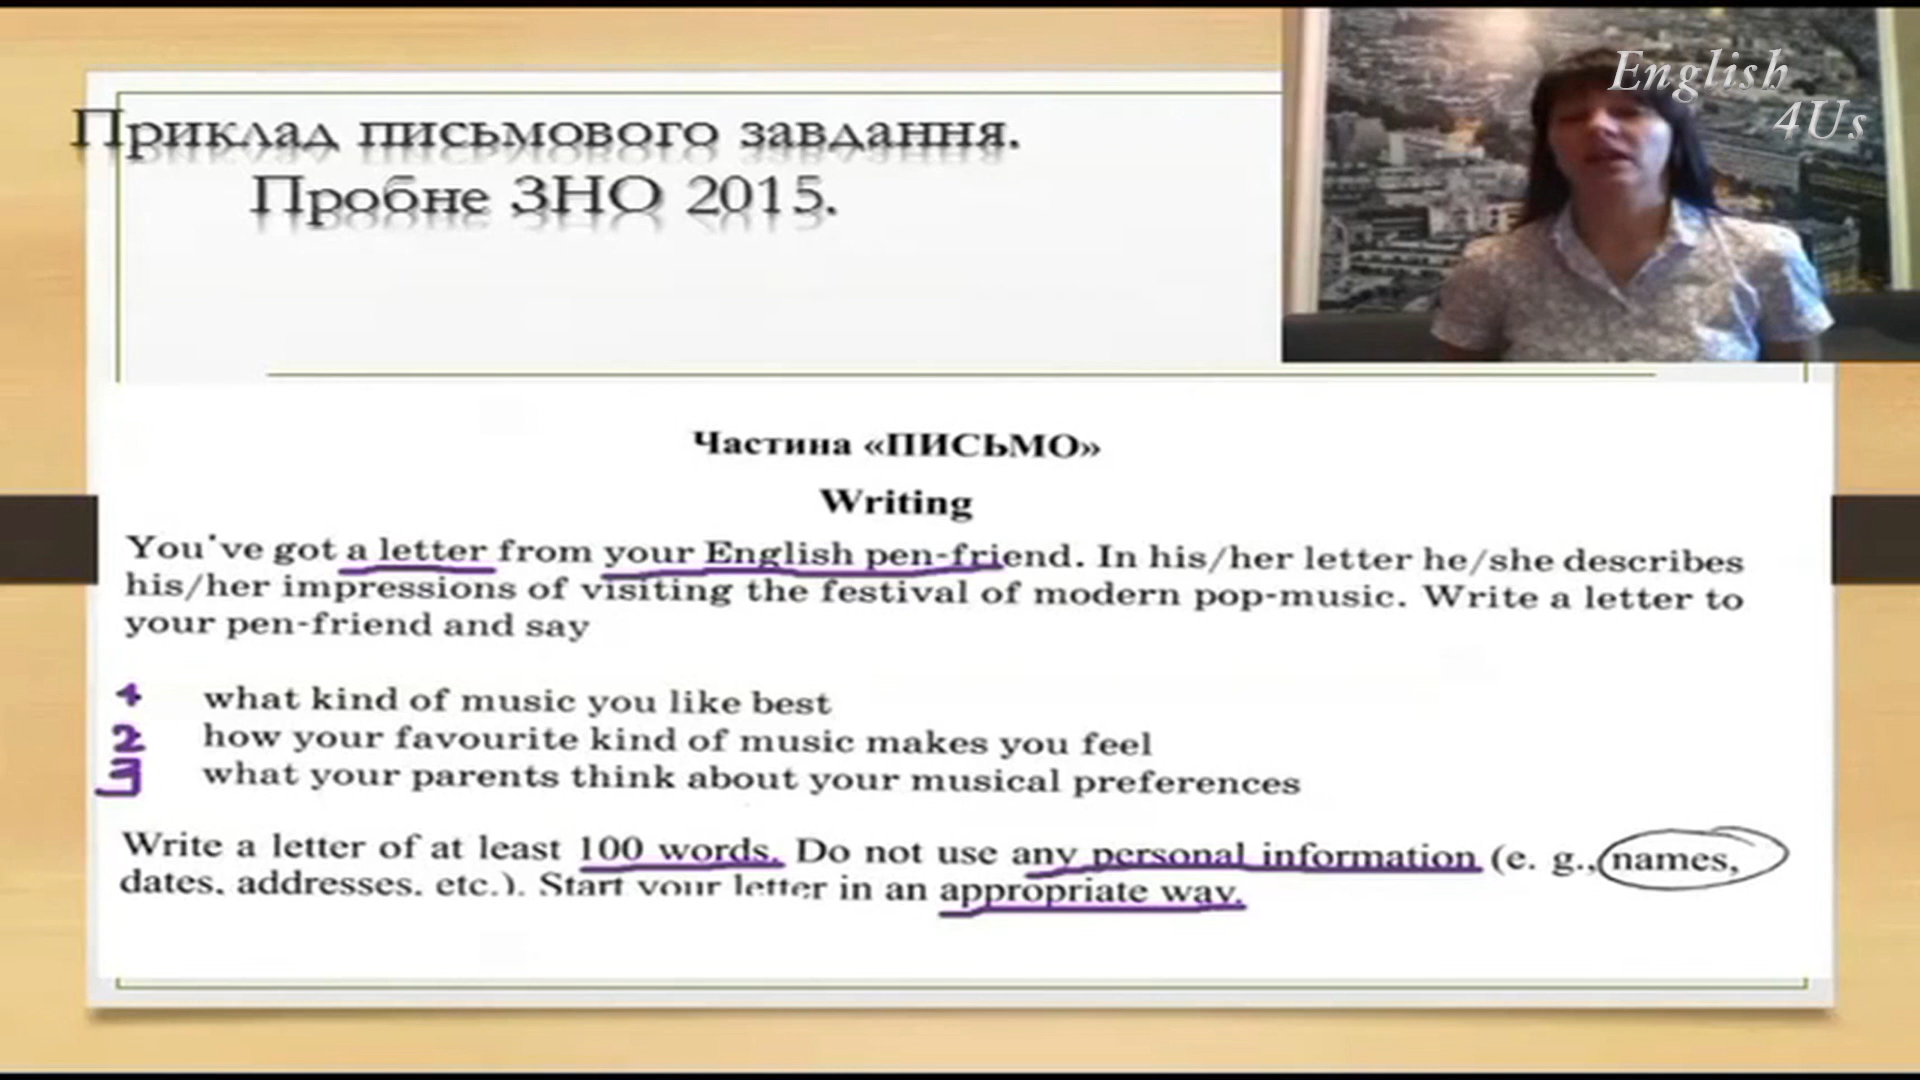 English
4Us
Приклад письмового завдання.
Пробне ЗНО 2015.
Частина «ПИСЬМО»
Writing
You've got a letter from your English pen-friend. In his/her letter he/she describes
his/her impressions of visiting the festival of modern pop-music. Write a letter to
your pen-friend and say
1 what kind of music you like best
2 how your favourite kind of music makes you feel
3 what your parents think about your musical preferences
Write a letter of at least 100 words. Do not use any personal information (e. g., names,
dates, addresses, etc.). Start your letter in an appropriate way.